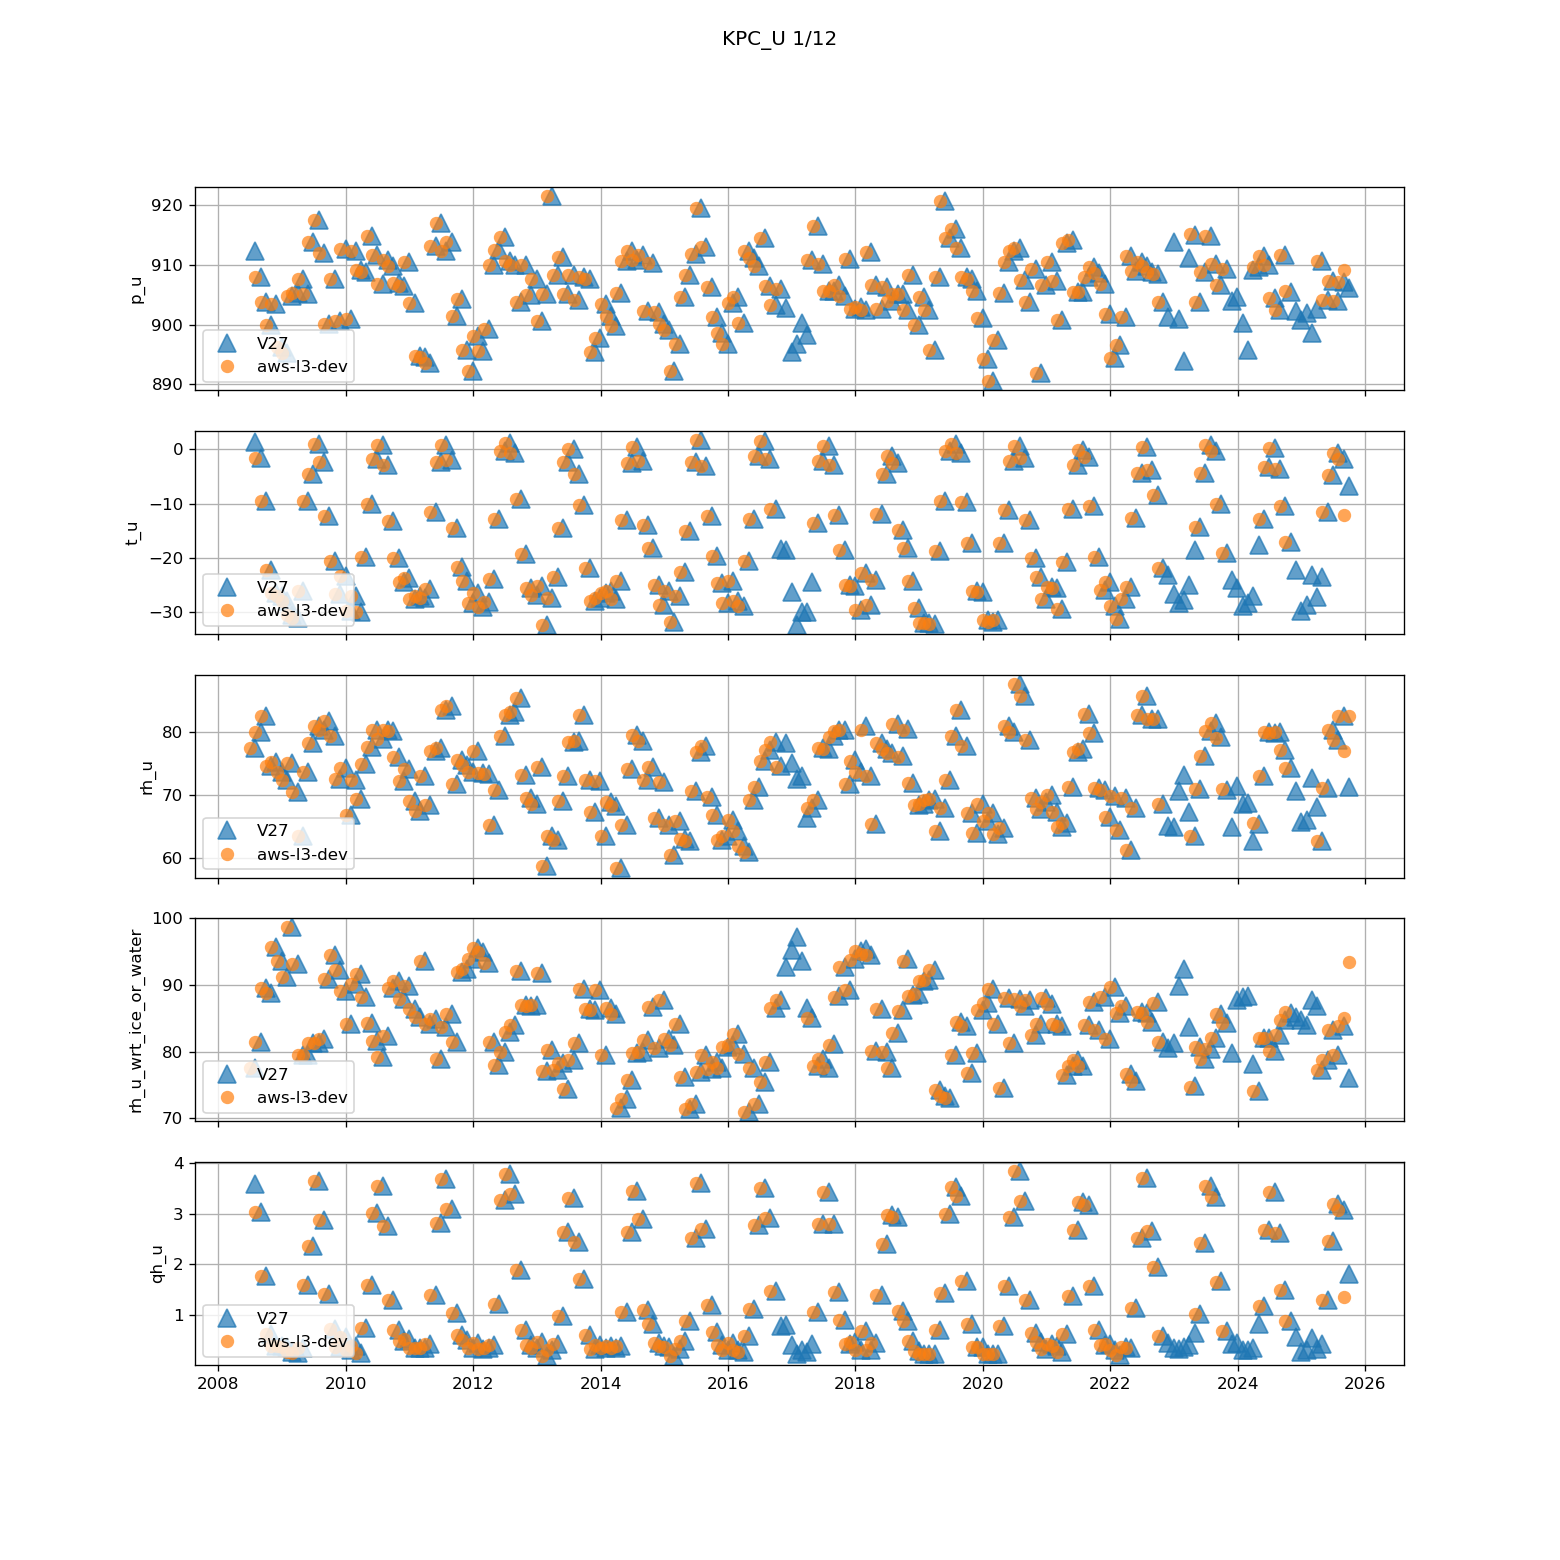 KPC_U 1/12
920
910
900
890
p_u
V27
aws-l3-dev
0
−10
−20
−30
t_u
V27
aws-l3-dev
80
70
60
rh_u
V27
aws-l3-dev
100
90
80
70
rh_u_wrt_ice_or_water
V27
aws-l3-dev
4
3
2
1
qh_u
V27
aws-l3-dev
2008 2010 2012 2014 2016 2018 2020 2022 2024 2026